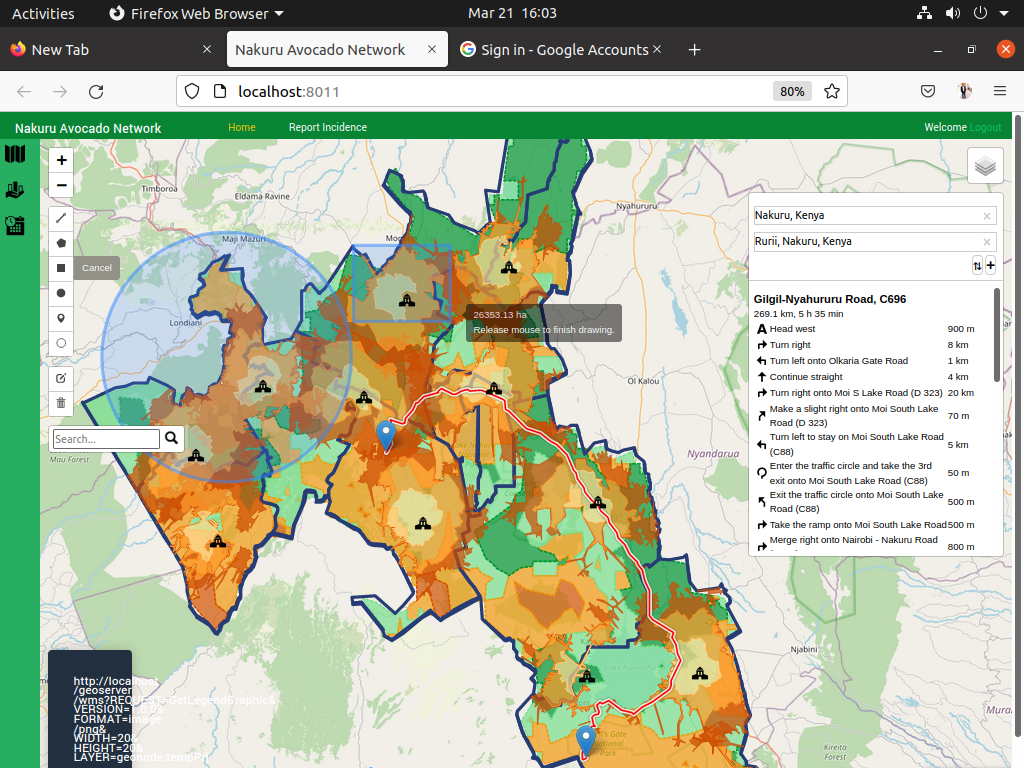 Activities
Firefox Web Browser
Mar 21 16:03
New Tab
Nakuru Avocado Network
Sign in - Google Accounts
localhost:8011
80%
Nakuru Avocado Network
Home
Report Incidence
Welcome Logout
+
−
Cancel
Search...
Timboroa
Eldama Ravine
Maji Mazuri
Londiani
Mau Forest
Nyahururu
Ol Kalou
Nyandarua
Njabini
Kireita
Forest
26353.13 ha
Release mouse to finish drawing.
Nakuru, Kenya
Rurii, Nakuru, Kenya
Gilgil-Nyahururu Road, C696
269.1 km, 5 h 35 min
Head west 900 m
Turn right 8 km
Turn left onto Olkaria Gate Road 1 km
Continue straight 4 km
Turn right onto Moi S Lake Road (D 323) 20 km
Make a slight right onto Moi South Lake
Road (D 323) 70 m
Turn left to stay on Moi South Lake Road
(C88) 5 km
Enter the traffic circle and take the 3rd
exit onto Moi South Lake Road (C88) 50 m
Exit the traffic circle onto Moi South Lake
Road (C88) 500 m
Take the ramp onto Moi South Lake Road 500 m
Merge right onto Nairobi - Nakuru Road
800 m
http://localhost
/geoserver
/wms?REQUEST=GetLegendGraphic&
VERSION=1.0.0&
FORMAT=image
/png&
WIDTH=20&
HEIGHT=20&